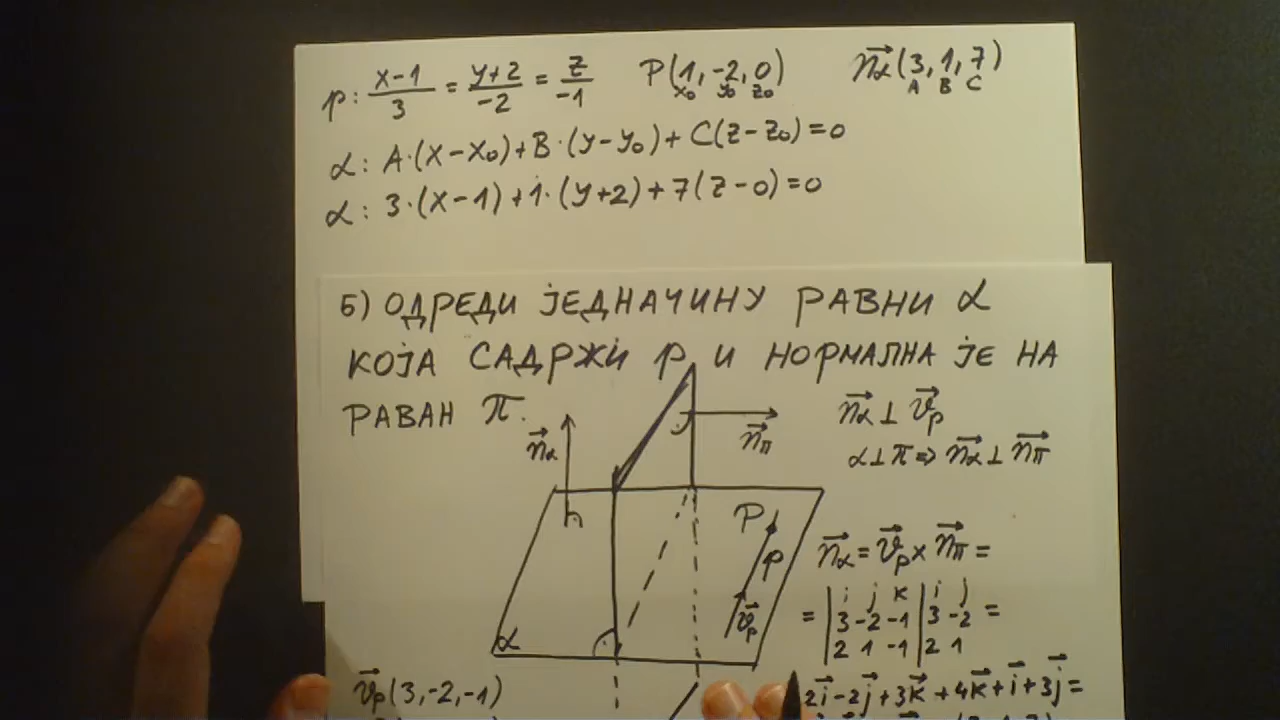 p: x-1/3 = y+2/-2 = z/-1 P(1,-2,0) n⃗α(3,1,7)
x₀ y₀ z₀ A B C
α: A·(x-x₀)+B·(y-y₀)+C(z-z₀)=0
α: 3·(x-1)+1·(y+2)+7(z-0)=0
Б) ОДРЕДИ ЈЕДНАЧИНУ РАВНИ α
КОЈА САДРЖИ p И НОРМАЛНА ЈЕ НА
РАВАН π.
n⃗α n⃗π n⃗α ⊥ v⃗p
α⊥π ⇒ n⃗α ⊥ n⃗π
P
p
v⃗p
α
n⃗α = v⃗p × n⃗π =
= | i j k | i j
3 -2 -1 | 3 -2 =
2 1 -1 | 2 1
v⃗p(3,-2,-1)
2i⃗-2j⃗+3k⃗+4k⃗+i⃗+3j⃗=